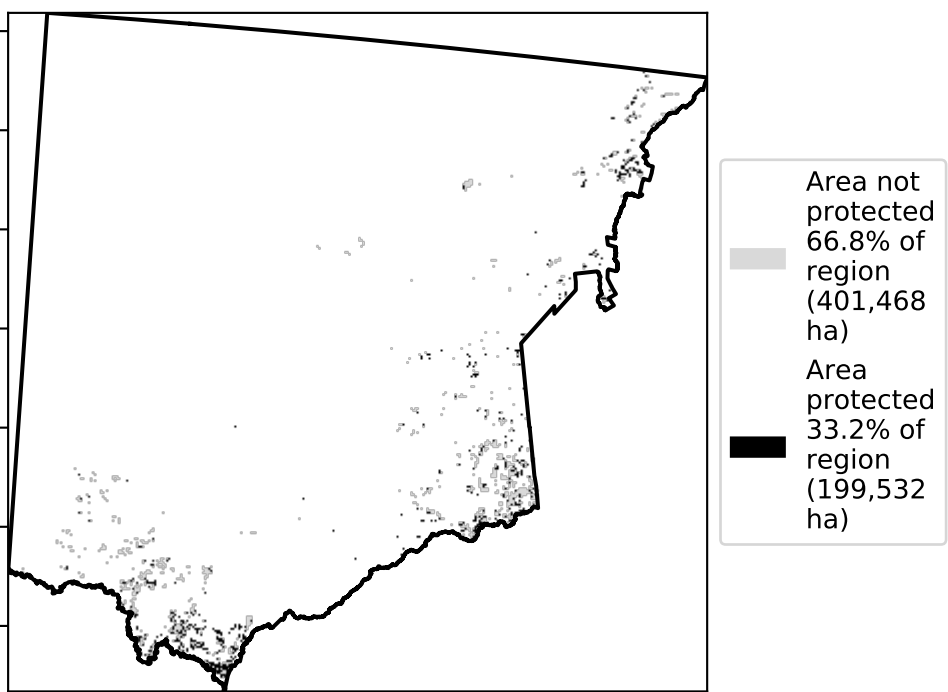 Area not
protected
66.8% of
region
(401,468
ha)
Area
protected
33.2% of
region
(199,532
ha)